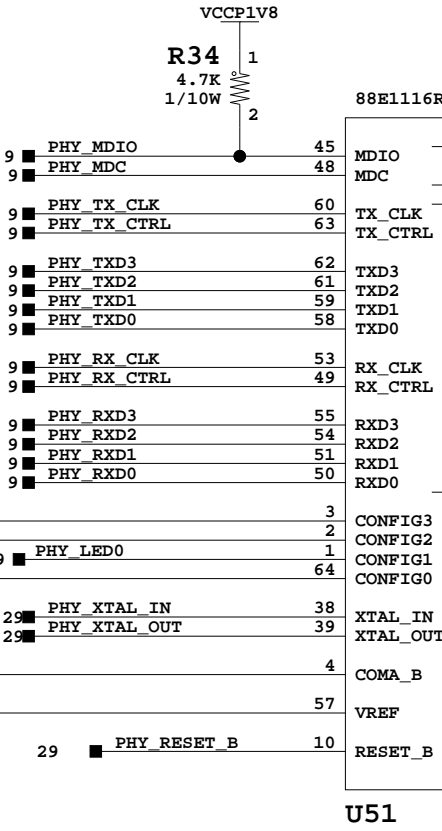 VCCP1V8
R34 1
4.7K
1/10W
2
88E1116R
9 PHY_MDIO 45 MDIO
9 PHY_MDC 48 MDC
9 PHY_TX_CLK 60 TX_CLK
9 PHY_TX_CTRL 63 TX_CTRL
9 PHY_TXD3 62 TXD3
9 PHY_TXD2 61 TXD2
9 PHY_TXD1 59 TXD1
9 PHY_TXD0 58 TXD0
9 PHY_RX_CLK 53 RX_CLK
9 PHY_RX_CTRL 49 RX_CTRL
9 PHY_RXD3 55 RXD3
9 PHY_RXD2 54 RXD2
9 PHY_RXD1 51 RXD1
9 PHY_RXD0 50 RXD0
3 CONFIG3
2 CONFIG2
9 PHY_LED0 1 CONFIG1
64 CONFIG0
29 PHY_XTAL_IN 38 XTAL_IN
29 PHY_XTAL_OUT 39 XTAL_OUT
4 COMA_B
57 VREF
29 PHY_RESET_B 10 RESET_B
U51